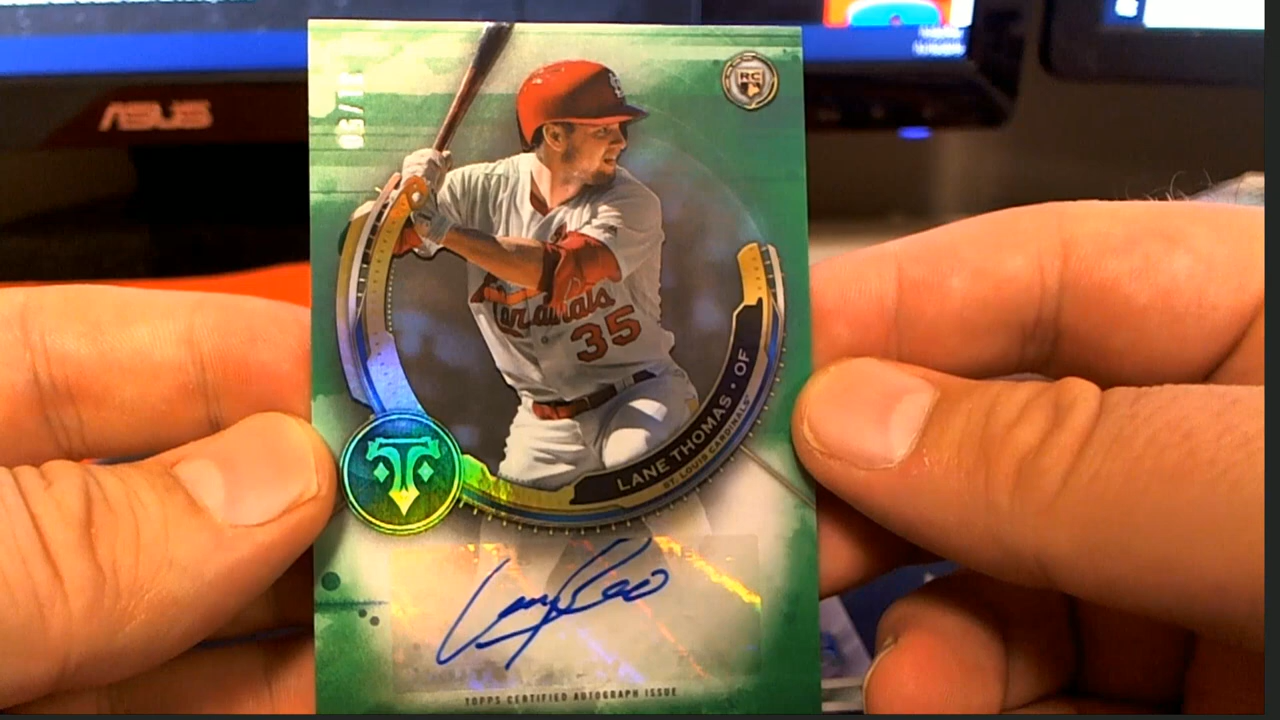 ASUS
RC
Cardinals
35
LANE THOMAS • OF
ST. LOUIS CARDINALS
TOPPS CERTIFIED AUTOGRAPH ISSUE